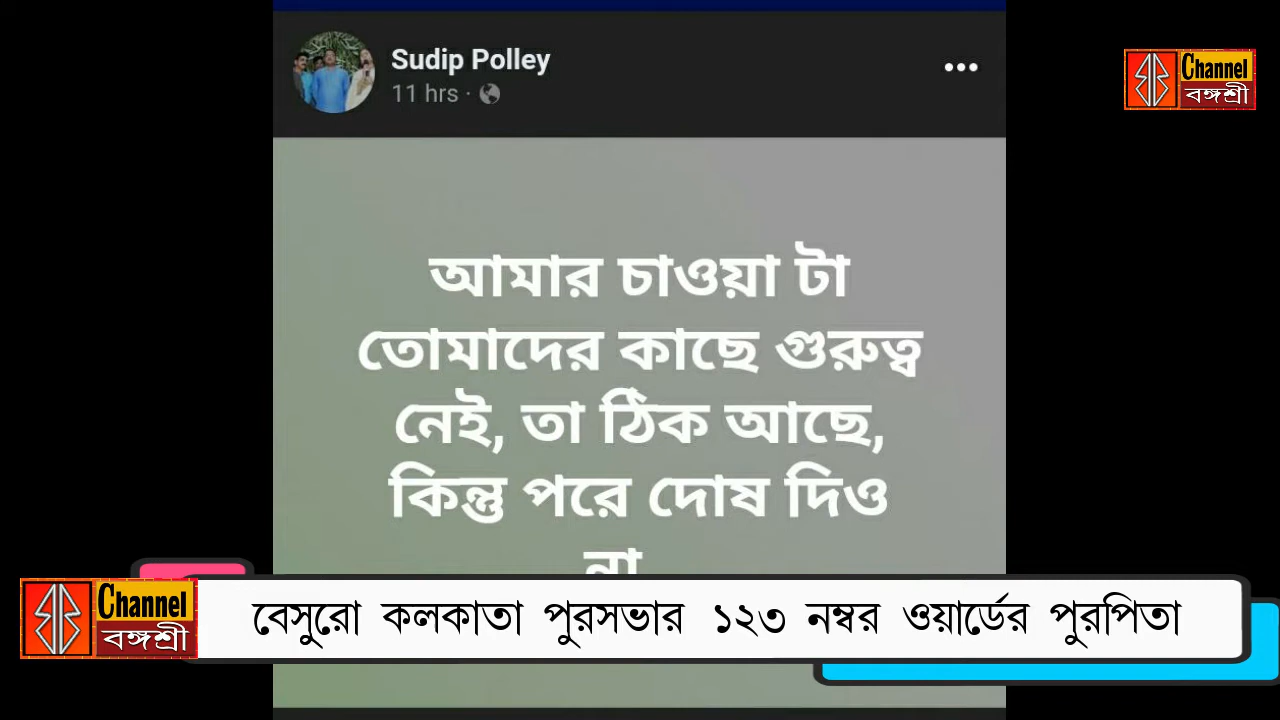 Sudip Polley
11 hrs ·
Channel
বঙ্গশ্রী
আমার চাওয়া টা
তোমাদের কাছে গুরুত্ব
নেই, তা ঠিক আছে,
কিন্তু পরে দোষ দিও
না
Channel
বঙ্গশ্রী
বেসুরো কলকাতা পুরসভার ১২৩ নম্বর ওয়ার্ডের পুরপিতা